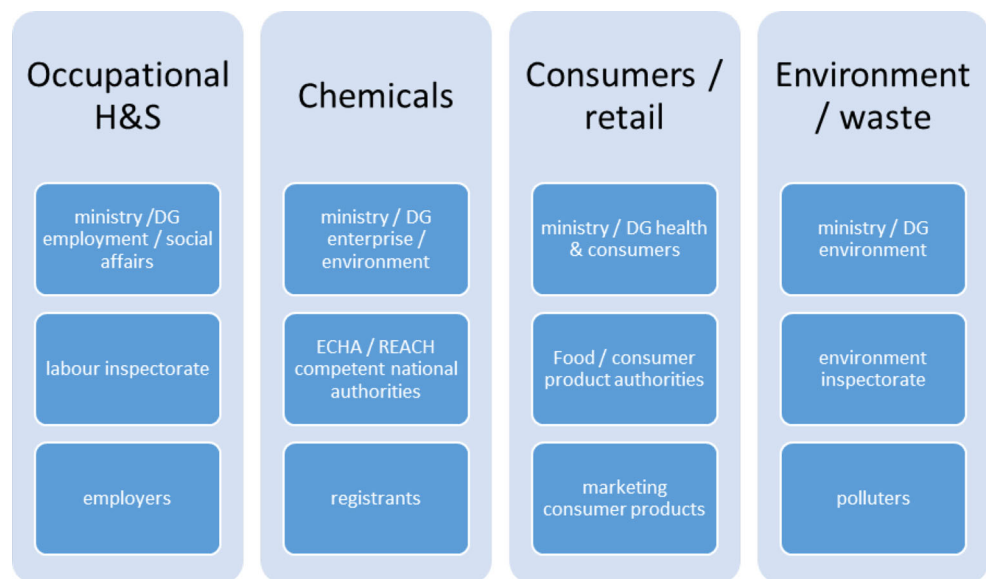 Occupational
H&S
ministry /DG
employment / social
affairs
labour inspectorate
employers
Chemicals
ministry / DG
enterprise /
environment
ECHA / REACH
competent national
authorities
registrants
Consumers /
retail
ministry / DG health
& consumers
Food / consumer
product authorities
marketing
consumer products
Environment
/ waste
ministry / DG
environment
environment
inspectorate
polluters